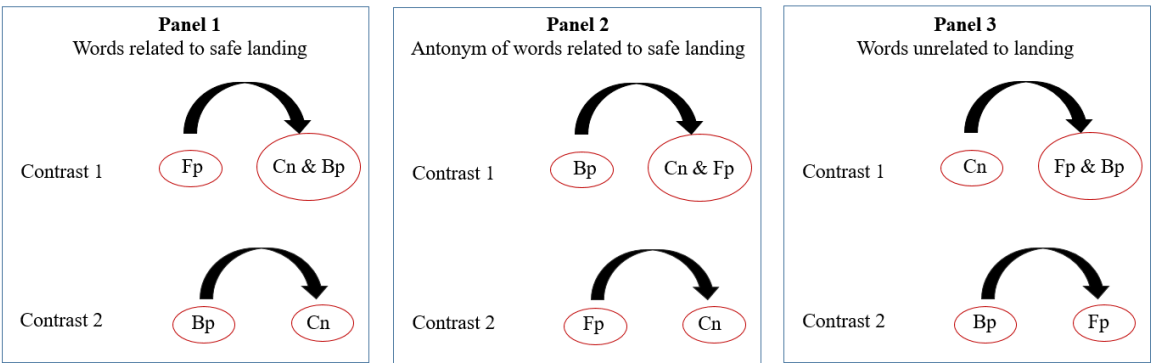 Panel 1
Words related to safe landing
Contrast 1
Fp
Cn & Bp
Contrast 2
Bp
Cn
Panel 2
Antonym of words related to safe landing
Contrast 1
Bp
Cn & Fp
Contrast 2
Fp
Cn
Panel 3
Words unrelated to landing
Contrast 1
Cn
Fp & Bp
Contrast 2
Bp
Fp